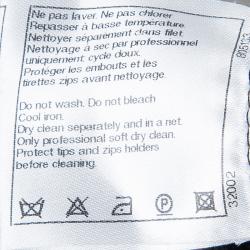 Ne pas laver. Ne pas chlorer
Repasser à basse température.
Nettoyer séparement dans filet.
Nettoyage a sec par professionnel
uniquement, cycle doux.
Protéger les embouts et les
tirettes zips avant nettoyage.
Do not wash. Do not bleach
Cool iron.
Dry clean separately and in a net.
Only professional soft dry clean.
Protect tips and zips holders
before cleaning.
P
32002